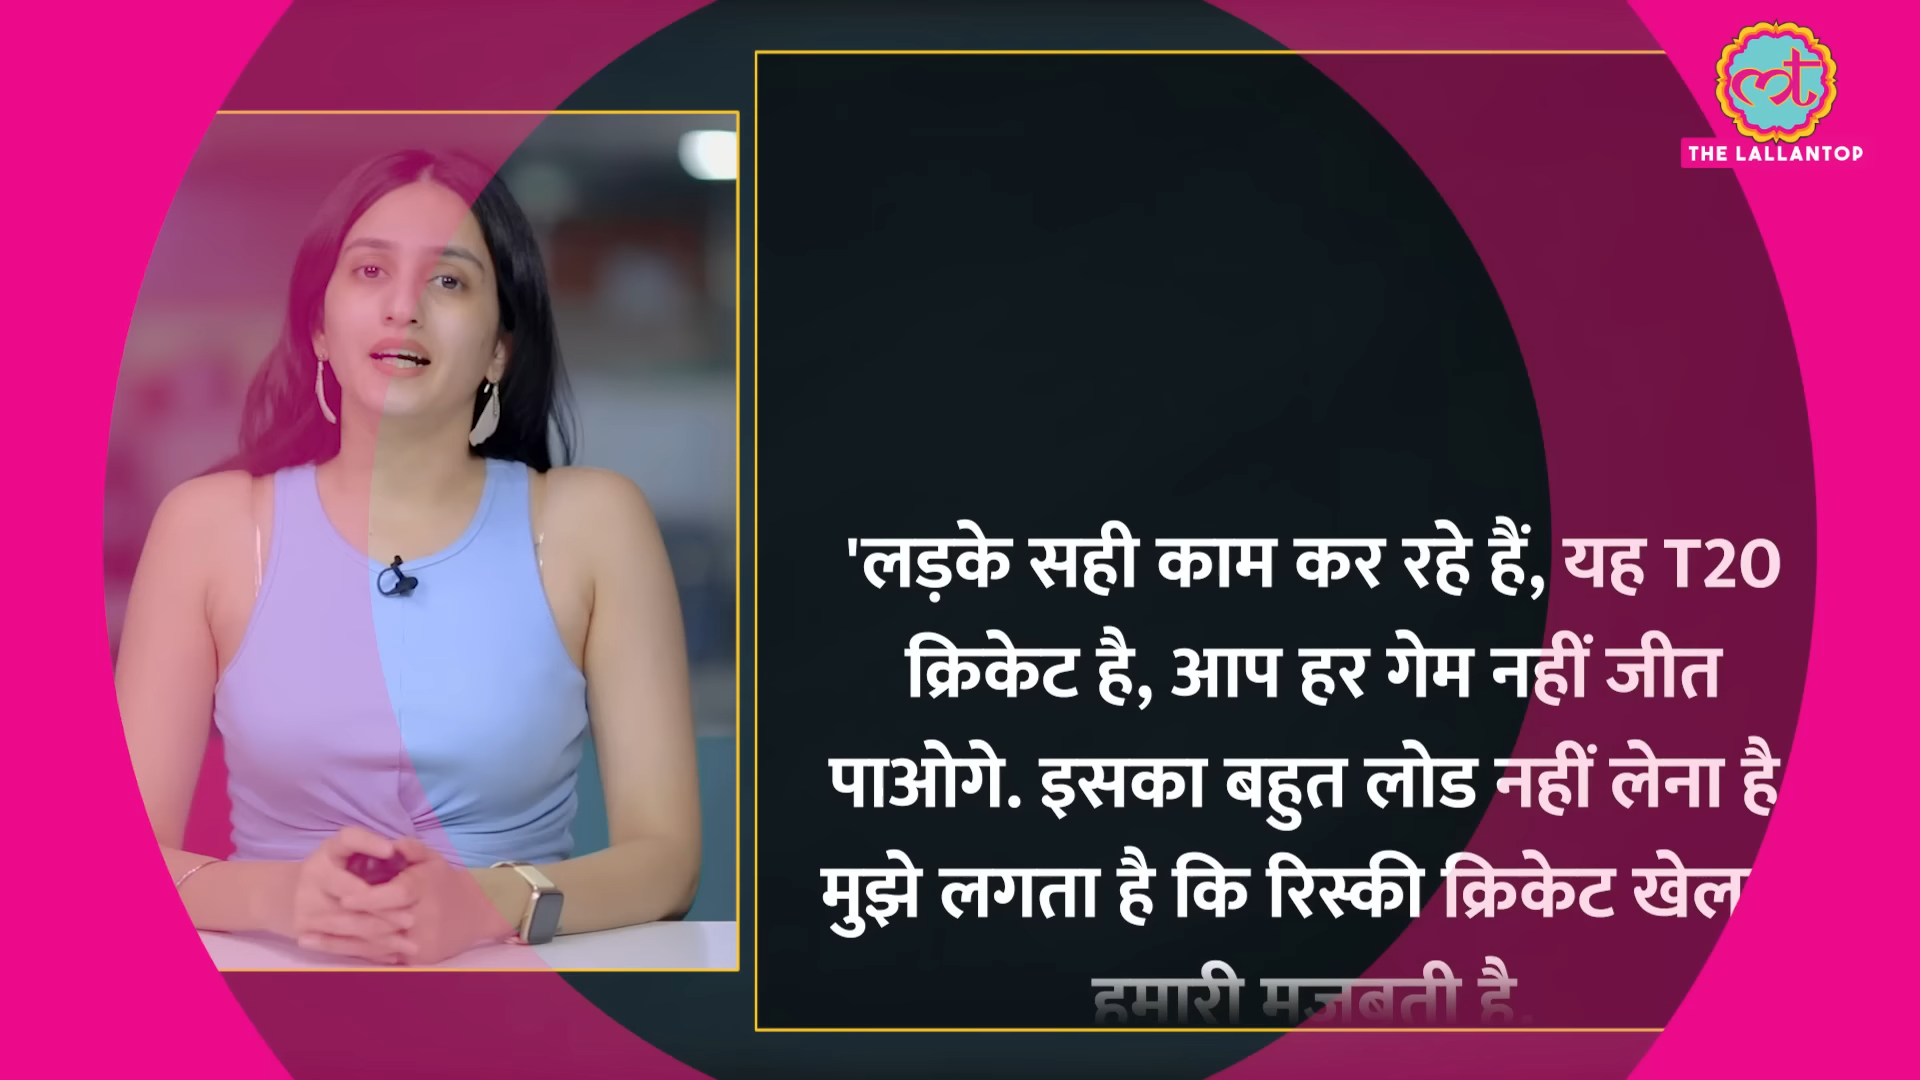 THE LALLANTOP
'लड़के सही काम कर रहे हैं, यह T20
क्रिकेट है, आप हर गेम नहीं जीत
पाओगे. इसका बहुत लोड नहीं लेना है
मुझे लगता है कि रिस्की क्रिकेट
हमारी मजबूती है.